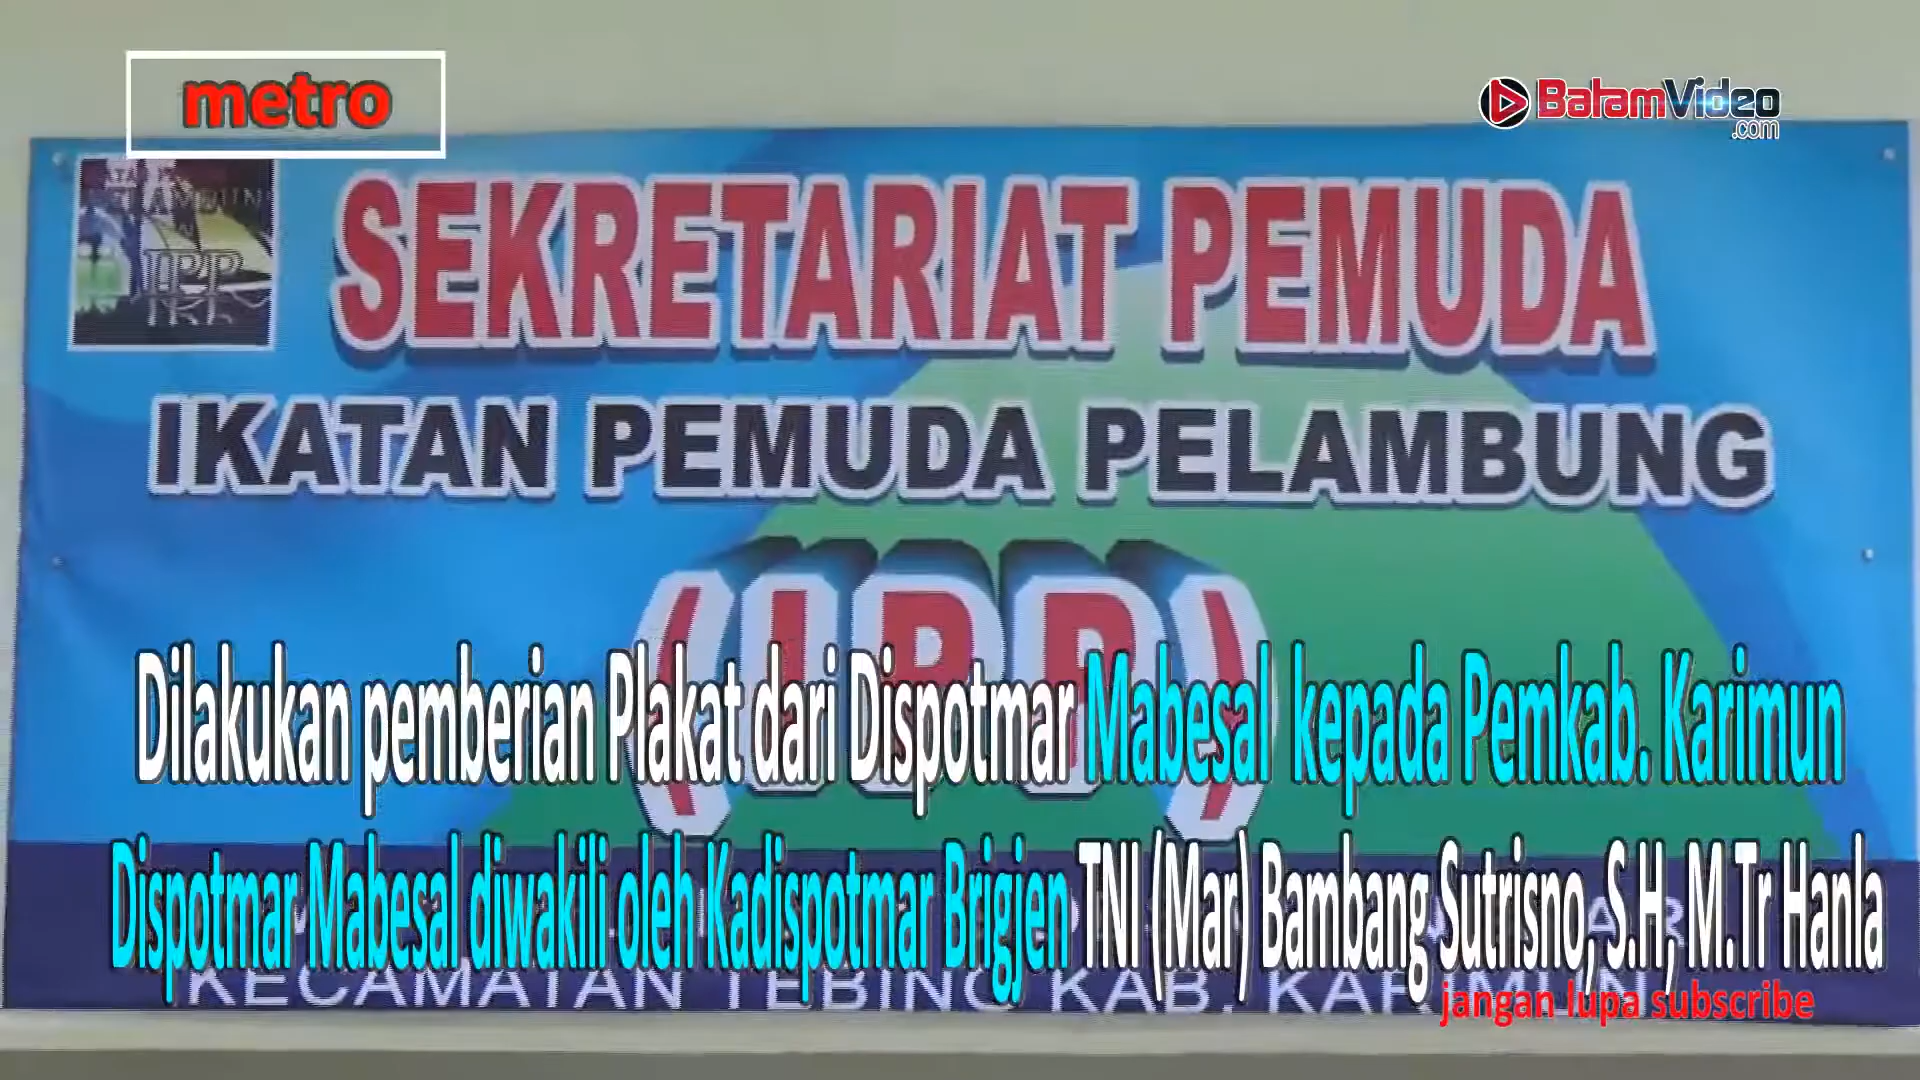 metro
BatamVideo
.com
SEKRETARIAT PEMUDA
IKATAN PEMUDA PELAMBUNG
(IPP)
Dilakukan pemberian Plakat dari Dispotmar Mabesal kepada Pemkab. Karimun
Dispotmar Mabesal diwakili oleh Kadispotmar Brigjen TNI (Mar) Bambang Sutrisno, S.H, M.Tr Hanla
KECAMATAN TEBING KAB. KARIMUN
jangan lupa subscribe